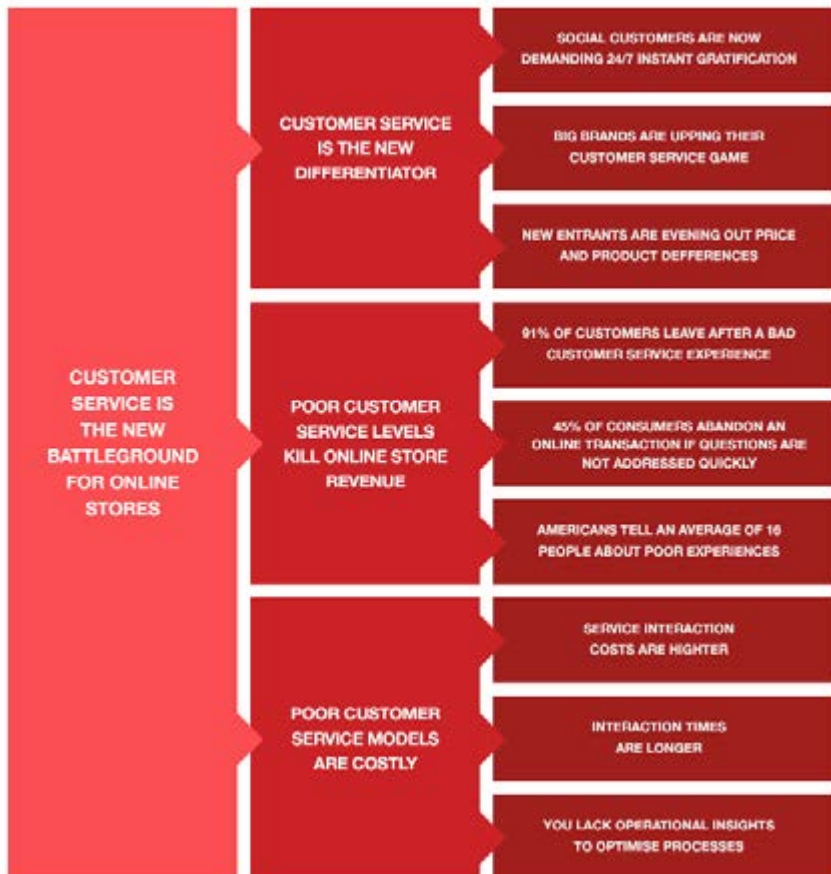 CUSTOMER
SERVICE IS
THE NEW
BATTLEGROUND
FOR ONLINE
STORES
CUSTOMER SERVICE
IS THE NEW
DIFFERENTIATOR
SOCIAL CUSTOMERS ARE NOW
DEMANDING 24/7 INSTANT GRATIFICATION
BIG BRANDS ARE UPPING THEIR
CUSTOMER SERVICE GAME
NEW ENTRANTS ARE EVENING OUT PRICE
AND PRODUCT DEFFERENCES
POOR CUSTOMER
SERVICE LEVELS
KILL ONLINE STORE
REVENUE
91% OF CUSTOMERS LEAVE AFTER A BAD
CUSTOMER SERVICE EXPERIENCE
45% OF CONSUMERS ABANDON AN
ONLINE TRANSACTION IF QUESTIONS ARE
NOT ADDRESSED QUICKLY
AMERICANS TELL AN AVERAGE OF 16
PEOPLE ABOUT POOR EXPERIENCES
POOR CUSTOMER
SERVICE MODELS
ARE COSTLY
SERVICE INTERACTION
COSTS ARE HIGHTER
INTERACTION TIMES
ARE LONGER
YOU LACK OPERATIONAL INSIGHTS
TO OPTIMISE PROCESSES